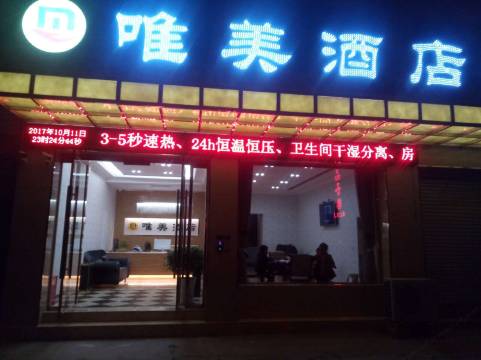 唯美酒店
2017年10月11日
23时24分44秒
3-5秒速热、24h恒温恒压、卫生间干湿分离、房
唯美酒店